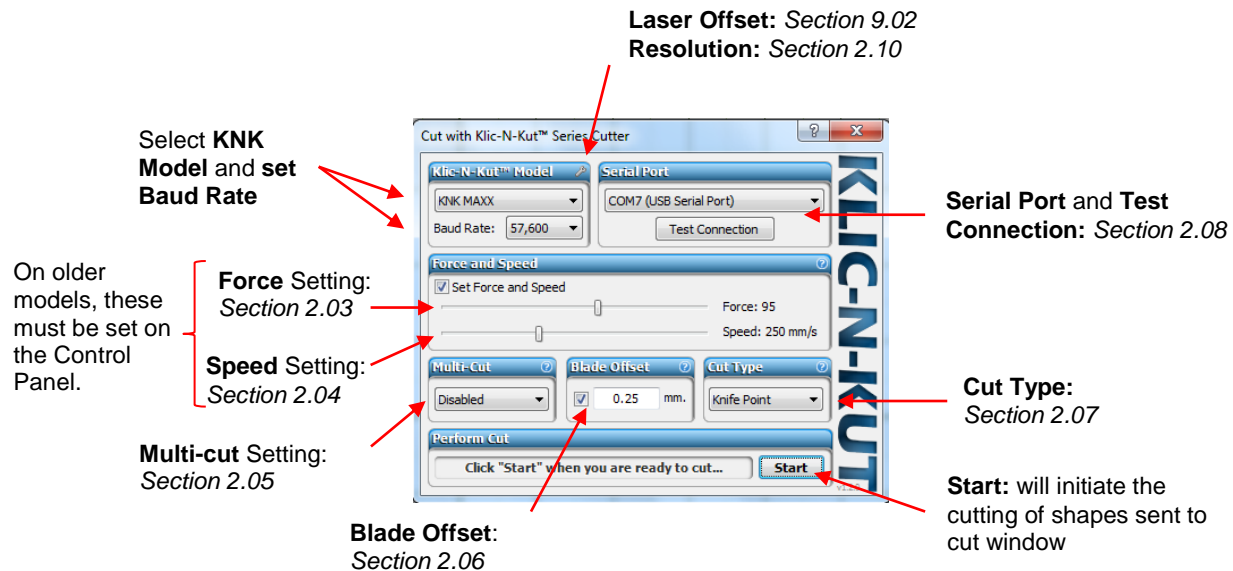 Laser Offset: Section 9.02
Resolution: Section 2.10
Select KNK
Model and set
Baud Rate
Cut with Klic-N-Kut™ Series Cutter
Klic-N-Kut™ Model
Serial Port
KNK MAXX
COM7 (USB Serial Port)
Baud Rate: 57,600
Test Connection
Serial Port and Test
Connection: Section 2.08
On older
models, these
must be set on
the Control
Panel.
Force Setting:
Section 2.03
Speed Setting:
Section 2.04
Force and Speed
Set Force and Speed
Force: 95
Speed: 250 mm/s
Multi-Cut
Blade Offset
Cut Type
Disabled
0.25 mm.
Knife Point
Cut Type:
Section 2.07
Multi-cut Setting:
Section 2.05
Perform Cut
Click "Start" when you are ready to cut...
Start
KLIC-N-KUT
Blade Offset:
Section 2.06
Start: will initiate the
cutting of shapes sent to
cut window